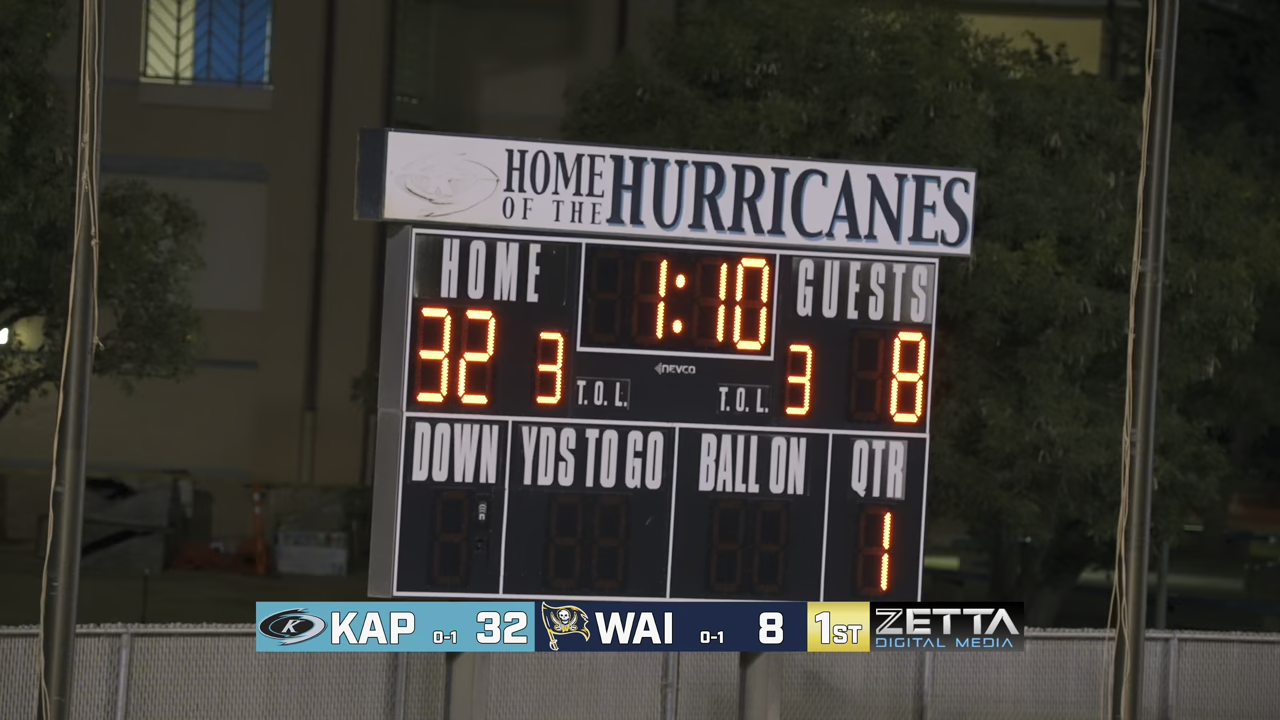 HOME
OF THE
HURRICANES
HOME
1:10
GUESTS
32
3
T.O.L.
NEVCO
T.O.L.
3
8
DOWN
YDS TO GO
BALL ON
QTR
1
K KAP 0-1 32 WAI 0-1 8 1ST ZETTA
DIGITAL MEDIA